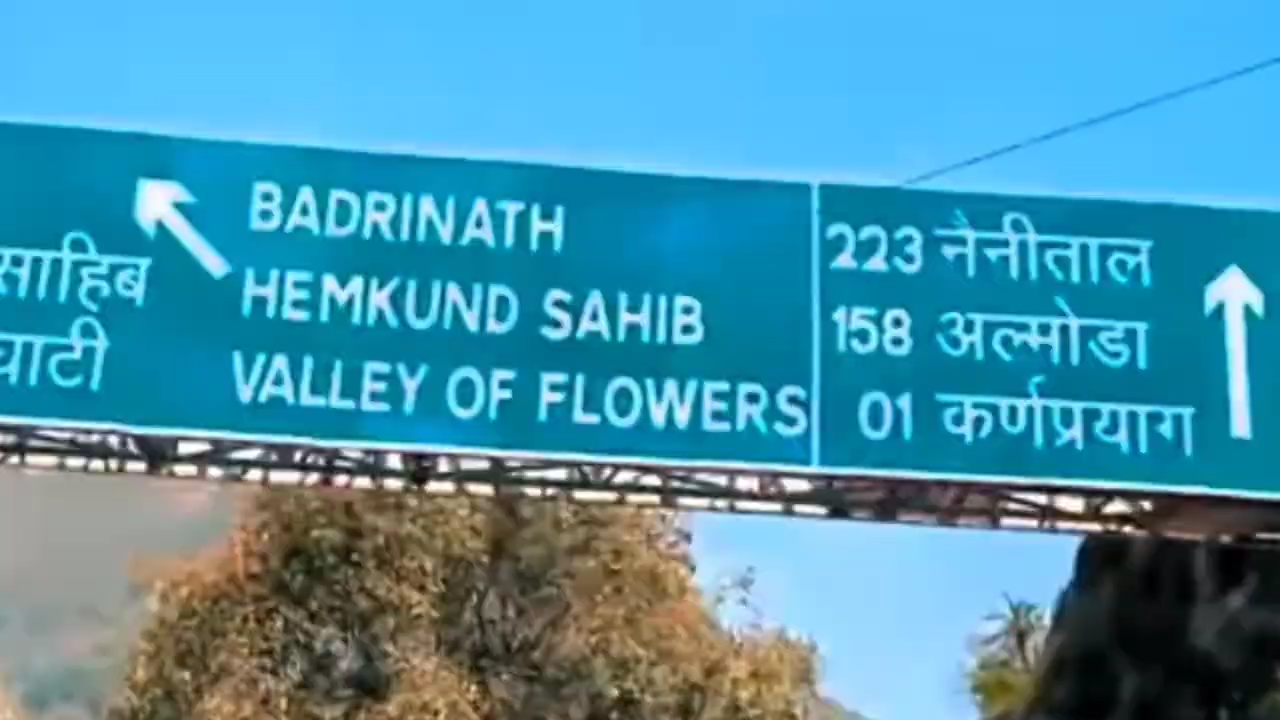 साहिब
घाटी
BADRINATH
HEMKUND SAHIB
VALLEY OF FLOWERS
223 नैनीताल
158 अल्मोडा
01 कर्णप्रयाग